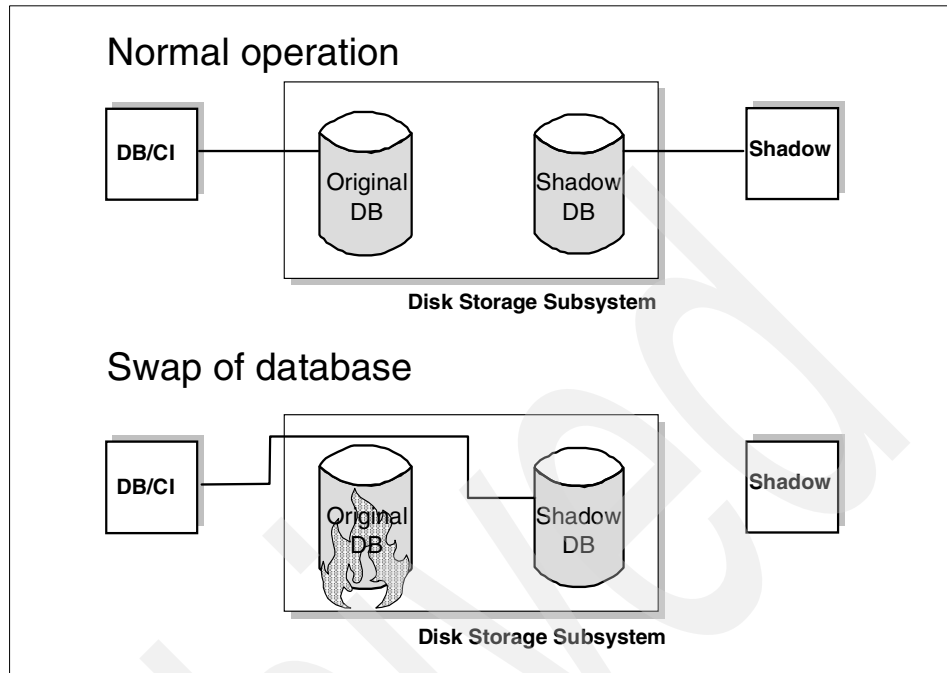 Normal operation
DB/CI
Original
DB
Shadow
DB
Shadow
Disk Storage Subsystem
Swap of database
DB/CI
Original
DB
Shadow
DB
Shadow
Disk Storage Subsystem